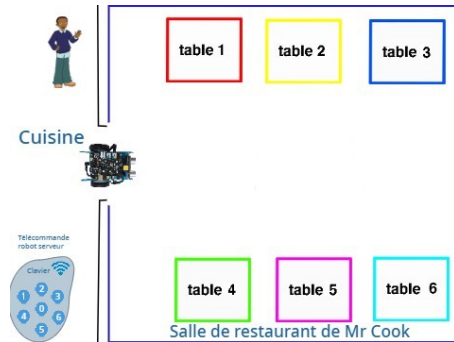 table 1
table 2
table 3
Cuisine
Télécommande
robot serveur
Clavier
2
1
3
0
4
6
5
table 4
table 5
table 6
Salle de restaurant de Mr Cook